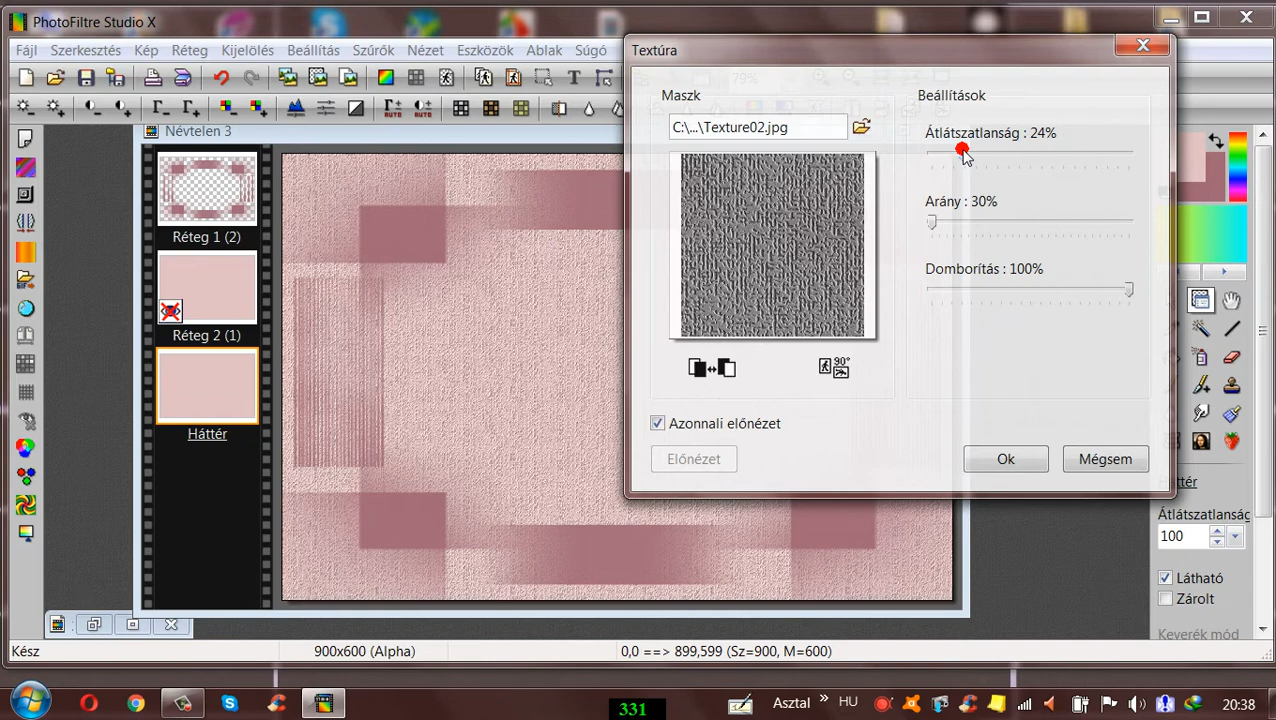 PhotoFiltre Studio X
Fájl Szerkesztés Kép Réteg Kijelölés Beállítás Szűrök Nézet Eszközök Ablak Súgó
Textúra
Névtelen 3
Maszk
C:\...\Texture02.jpg
90°
Azonnali előnézet
Előnézet
Beállítások
Átlátszatlanság : 24%
Arány : 30%
Domborítás : 100%
Ok
Mégsem
Réteg 1 (2)
Réteg 2 (1)
Háttér
Átlátszatlanság
100
Látható
Zárolt
Keverék mód
Kész
900x600 (Alpha)
0,0 ==> 899,599 (Sz=900, M=600)
331
Asztal
»
HU
20:38